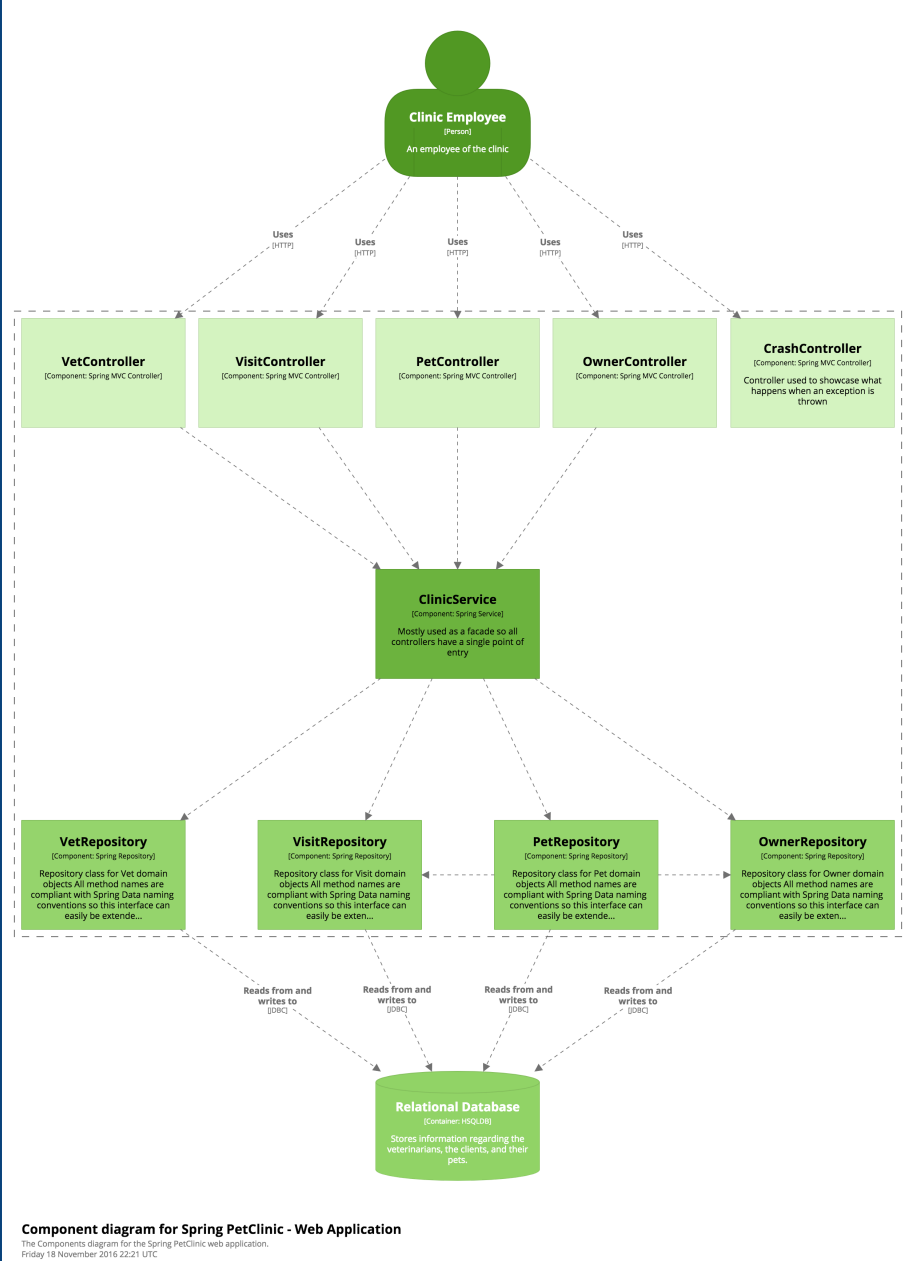 Clinic Employee
[Person]
An employee of the clinic
Uses
[HTTP]
Uses
[HTTP]
Uses
[HTTP]
Uses
[HTTP]
Uses
[HTTP]
VetController
[Component: Spring MVC Controller]
VisitController
[Component: Spring MVC Controller]
PetController
[Component: Spring MVC Controller]
OwnerController
[Component: Spring MVC Controller]
CrashController
[Component: Spring MVC Controller]
Controller used to showcase what
happens when an exception is
thrown
ClinicService
[Component: Spring Service]
Mostly used as a facade so all
controllers have a single point of
entry
VetRepository
[Component: Spring Repository]
Repository class for Vet domain
objects All method names are
compliant with Spring Data naming
conventions so this interface can
easily be extende...
VisitRepository
[Component: Spring Repository]
Repository class for Visit domain
objects All method names are
compliant with Spring Data naming
conventions so this interface can
easily be exten...
PetRepository
[Component: Spring Repository]
Repository class for Pet domain
objects All method names are
compliant with Spring Data naming
conventions so this interface can
easily be extende...
OwnerRepository
[Component: Spring Repository]
Repository class for Owner domain
objects All method names are
compliant with Spring Data naming
conventions so this interface can
easily be exten...
Reads from and
writes to
[JDBC]
Reads from and
writes to
[JDBC]
Reads from and
writes to
[JDBC]
Reads from and
writes to
[JDBC]
Relational Database
[Container: HSQLDB]
Stores information regarding the
veterinarians, the clients, and their
pets.
Component diagram for Spring PetClinic - Web Application
The Components diagram for the Spring PetClinic web application.
Friday 18 November 2016 22:21 UTC